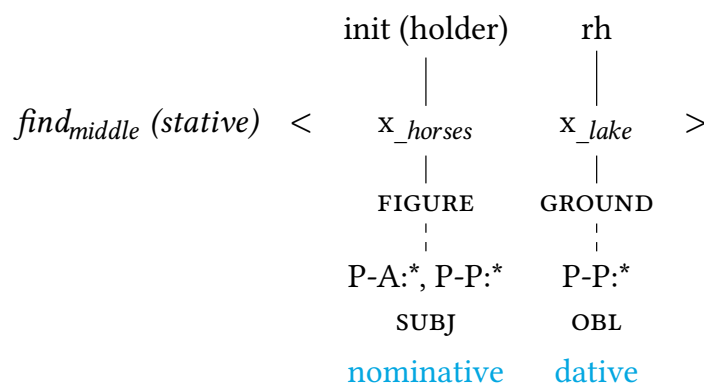 init (holder) rh
find_middle (stative) < x_horses x_lake >
FIGURE GROUND
P-A:*, P-P:* P-P:*
SUBJ OBL
nominative dative